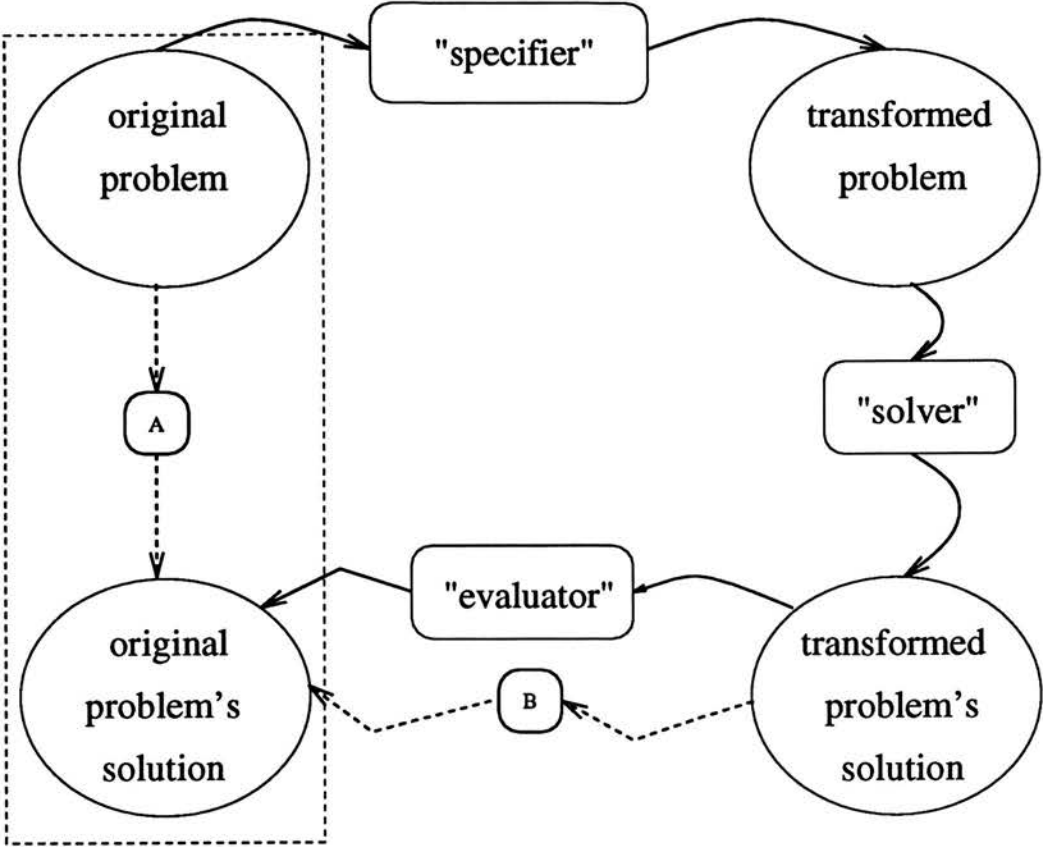 "specifier"
original
problem
transformed
problem
A
"solver"
"evaluator"
original
problem's
solution
B
transformed
problem's
solution